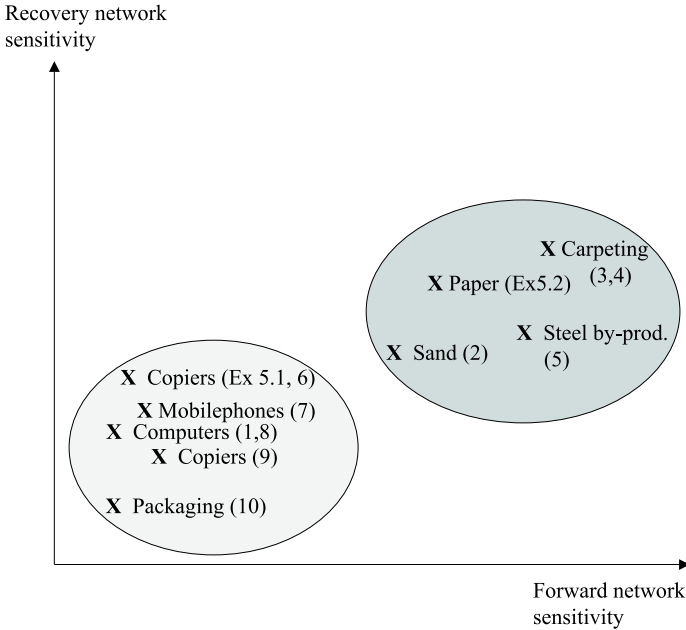 Recovery network
sensitivity
X Carpeting
(3,4)
X Paper (Ex5.2)
X Steel by-prod.
(5)
X Sand (2)
X Copiers (Ex 5.1, 6)
X Mobilephones (7)
X Computers (1,8)
X Copiers (9)
X Packaging (10)
Forward network
sensitivity